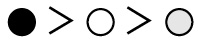 ● > ○ > ○